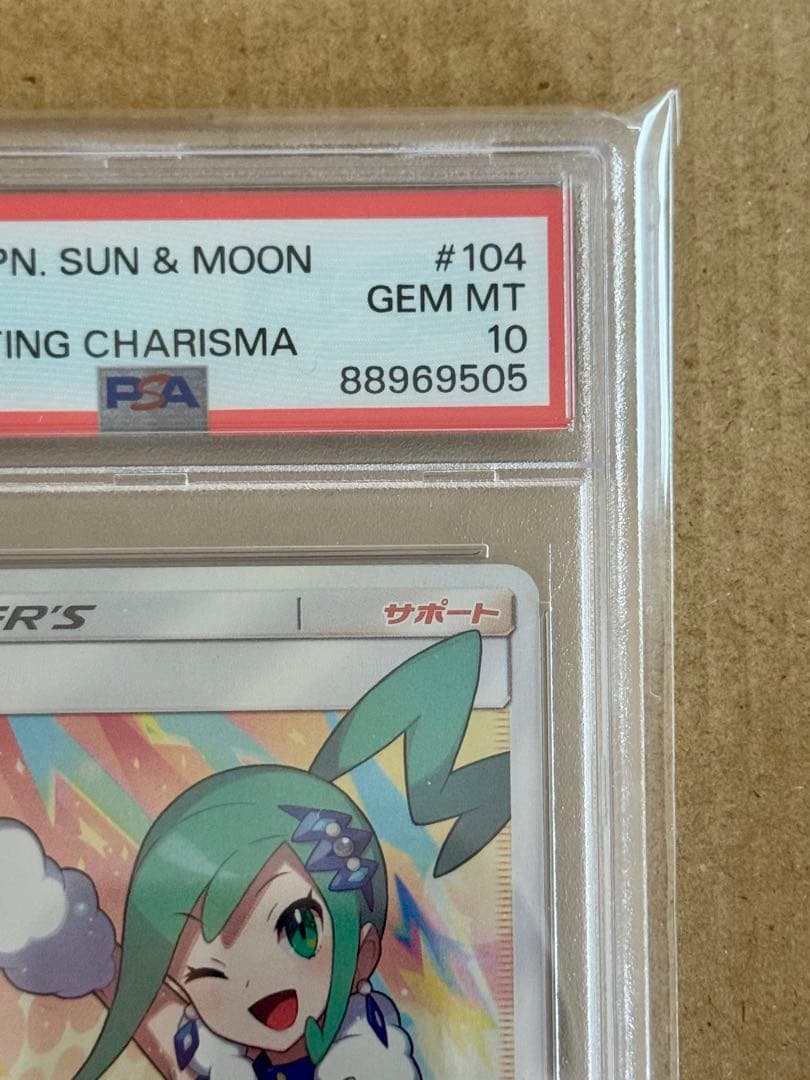 PN. SUN & MOON #104
GEM MT
TING CHARISMA 10
PSA 88969505
ER'S サポート